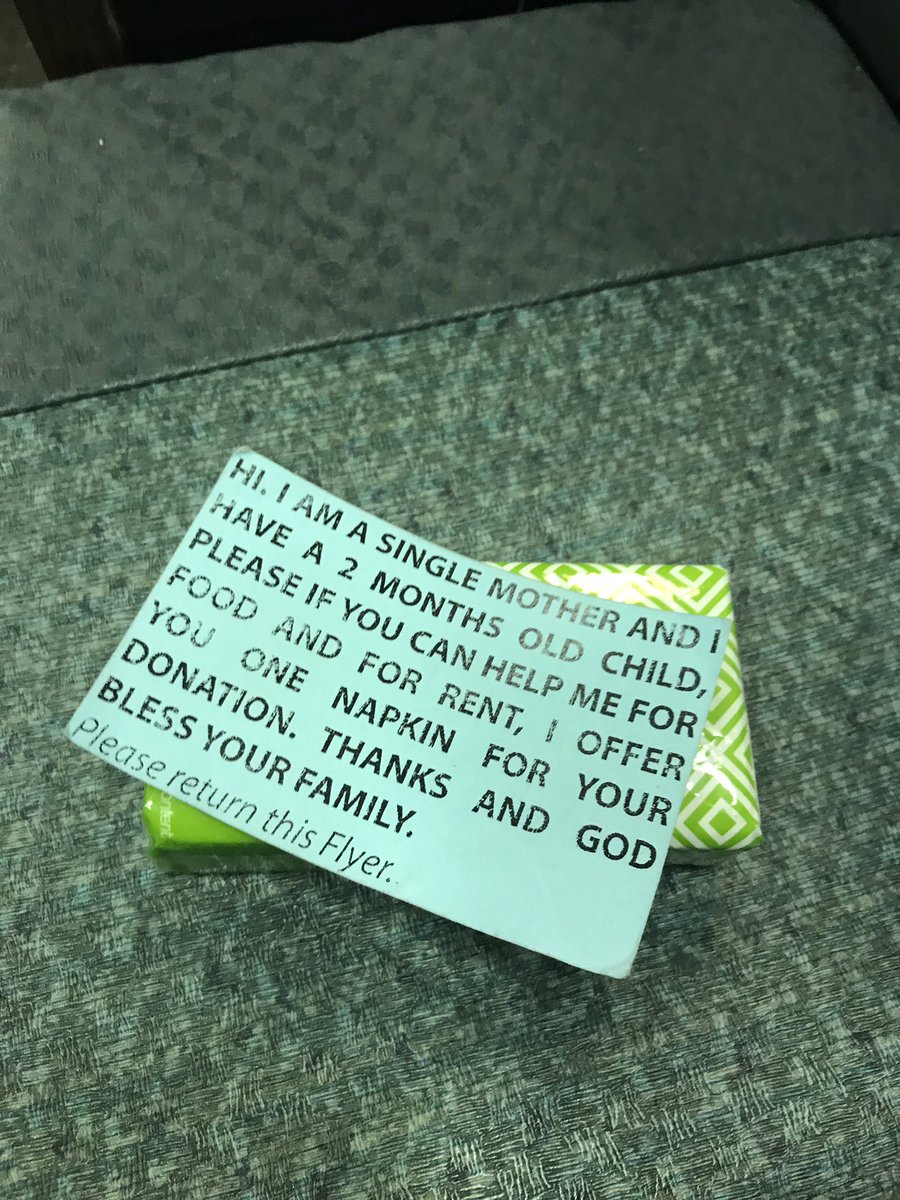 HI. I AM A SINGLE MOTHER AND I
HAVE A 2 MONTHS OLD CHILD,
PLEASE IF YOU CAN HELP ME FOR
FOOD AND FOR RENT, I OFFER
YOU ONE NAPKIN FOR YOUR
DONATION. THANKS AND GOD
BLESS YOUR FAMILY.
Please return this Flyer..